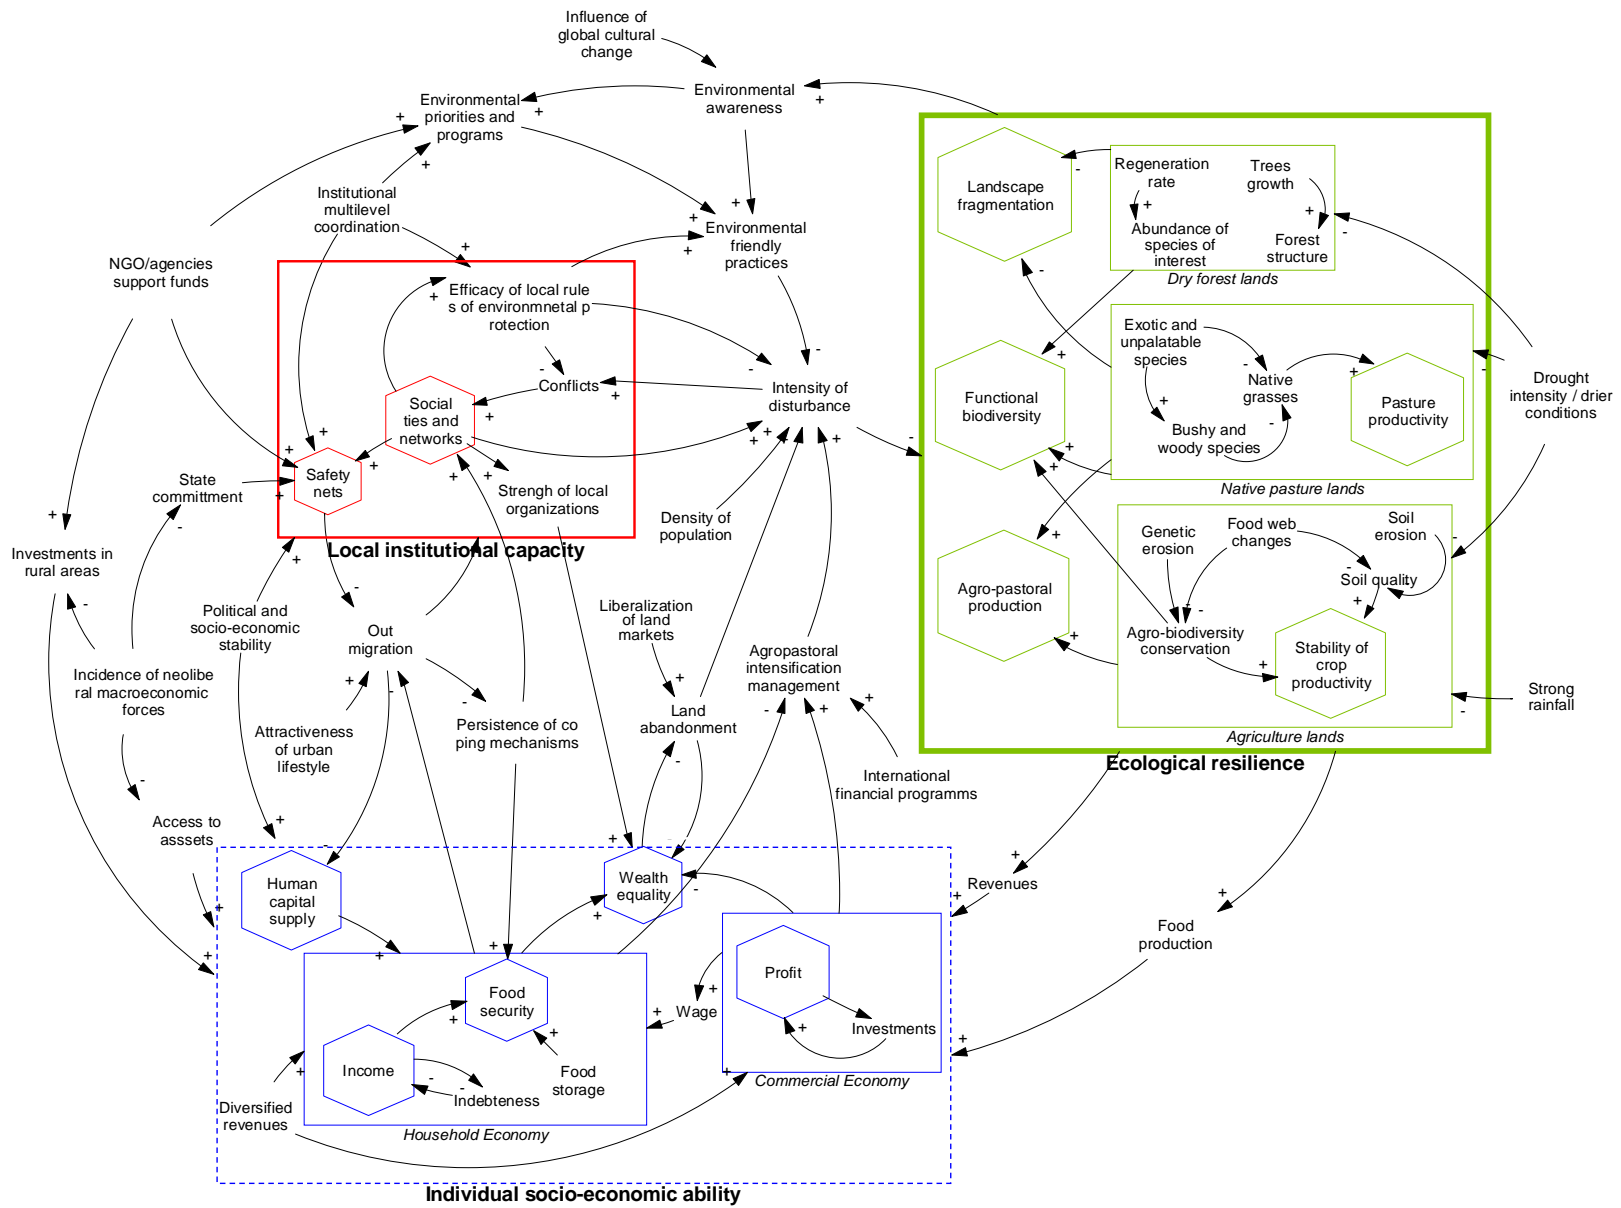 Influence of
global cultural
change
Environmental
awareness
Environmental
priorities and
programs
Institutional
multilevel
coordination
NGO/agencies
support funds
Environmental
friendly
practices
Efficacy of local rule
s of environmnetal p
rotection
Conflicts
Social
ties and
networks
Safety
nets
Strengh of local
organizations
Local institutional capacity
State
committment
Investments in
rural areas
Political and
socio-economic
stability
Incidence of neolibe
ral macroeconomic
forces
Access to
asssets
Out
migration
Attractiveness
of urban
lifestyle
Persistence of co
ping mechanisms
Intensity of
disturbance
Density of
population
Liberalization
of land
markets
Land
abandonment
Agropastoral
intensification
management
International
financial programms
Landscape
fragmentation
Functional
biodiversity
Agro-pastoral
production
Regeneration
rate
Trees
growth
Abundance of
species of
interest
Forest
structure
Dry forest lands
Exotic and
unpalatable
species
Native
grasses
Bushy and
woody species
Pasture
productivity
Native pasture lands
Genetic
erosion
Food web
changes
Soil
erosion
Soil quality
Agro-biodiversity
conservation
Stability of
crop
productivity
Agriculture lands
Ecological resilience
Drought
intensity / drier
conditions
Strong
rainfall
Revenues
Food
production
Human
capital
supply
Wealth
equality
Food
security
Income
Indebteness
Food
storage
Household Economy
Wage
Profit
Investments
Commercial Economy
Diversified
revenues
Individual socio-economic ability